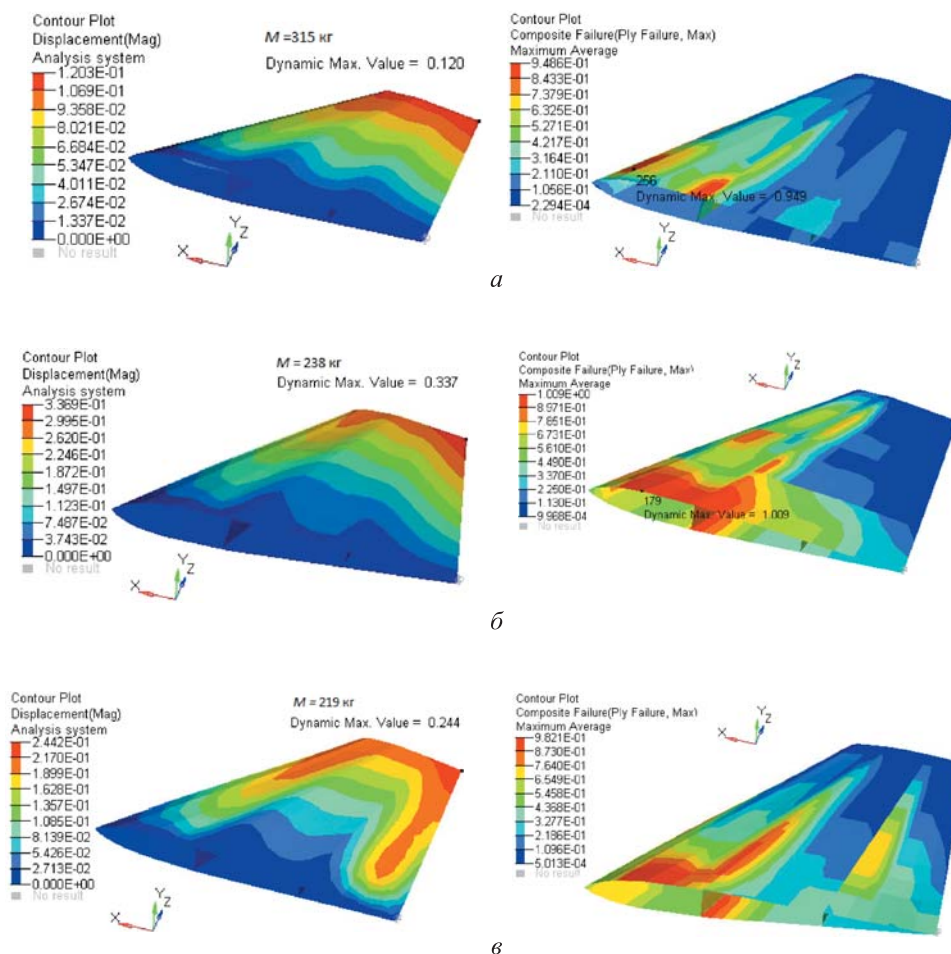 Contour Plot
Displacement(Mag)
Analysis system
1.203E-01
1.069E-01
9.358E-02
8.021E-02
6.684E-02
5.347E-02
4.011E-02
2.674E-02
1.337E-02
0.000E+00
No result
M =315 кг
Dynamic Max. Value = 0.120
Y
Z
X
Contour Plot
Composite Failure(Ply Failure, Max)
Maximum Average
9.486E-01
8.433E-01
7.379E-01
6.325E-01
5.271E-01
4.217E-01
3.164E-01
2.110E-01
1.056E-01
2.294E-04
No result
256
Dynamic Max. Value = 0.949
Y
Z
X
а
Contour Plot
Displacement(Mag)
Analysis system
3.369E-01
2.995E-01
2.620E-01
2.246E-01
1.872E-01
1.497E-01
1.123E-01
7.487E-02
3.743E-02
0.000E+00
No result
M = 238 кг
Dynamic Max. Value = 0.337
Y
Z
X
Contour Plot
Composite Failure(Ply Failure, Max)
Maximum Average
1.009E+00
8.971E-01
7.851E-01
6.731E-01
5.610E-01
4.490E-01
3.370E-01
2.250E-01
1.130E-01
9.968E-04
No result
179
Dynamic Max. Value = 1.009
Y
Z
X
б
Contour Plot
Displacement(Mag)
Analysis system
2.442E-01
2.170E-01
1.899E-01
1.628E-01
1.357E-01
1.085E-01
8.139E-02
5.426E-02
2.713E-02
0.000E+00
No result
M = 219 кг
Dynamic Max. Value = 0.244
Y
Z
X
Contour Plot
Composite Failure(Ply Failure, Max)
Maximum Average
9.821E-01
8.730E-01
7.640E-01
6.549E-01
5.458E-01
4.368E-01
3.277E-01
2.186E-01
1.096E-01
5.013E-04
No result
Y
Z
X
в